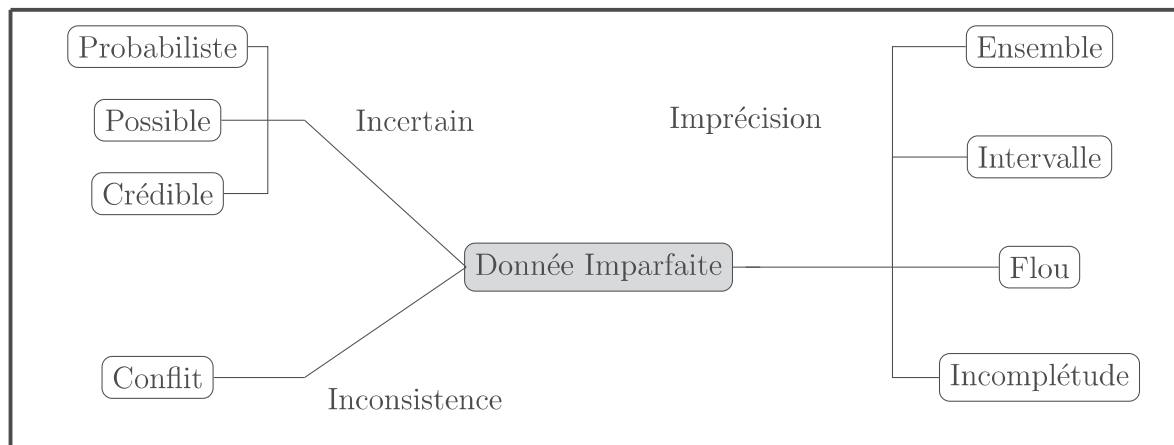 Probabiliste
Possible
Crédible
Incertain
Imprécision
Ensemble
Intervalle
Donnée Imparfaite
Flou
Conflit
Inconsistence
Incomplétude